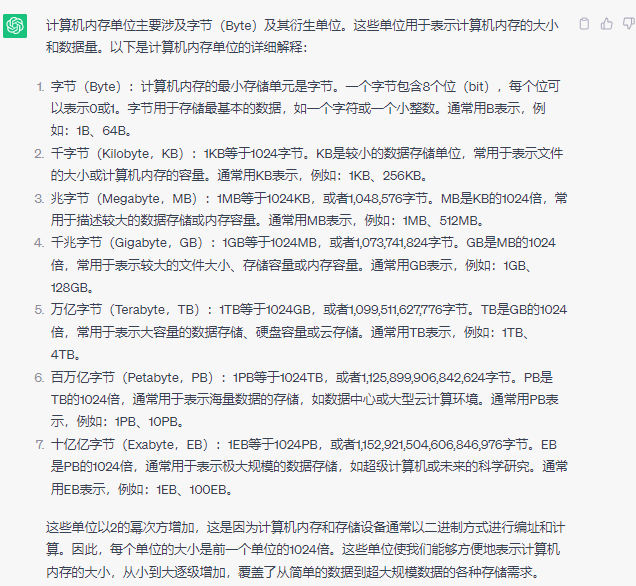 计算机内存单位主要涉及字节（Byte）及其衍生单位。这些单位用于表示计算机内存的大小
和数据量。以下是计算机内存单位的详细解释：
1. 字节（Byte）：计算机内存的最小存储单元是字节。一个字节包含8个位（bit），每个位可
以表示0或1。字节用于存储最基本的数据，如一个字符或一个小整数。通常用B表示，例
如：1B、64B。
2. 千字节（Kilobyte，KB）：1KB等于1024字节。KB是较小的数据存储单位，常用于表示文件
的大小或计算机内存的容量。通常用KB表示，例如：1KB、256KB。
3. 兆字节（Megabyte，MB）：1MB等于1024KB，或者1,048,576字节。MB是KB的1024倍，常
用于描述较大的数据存储或内存容量。通常用MB表示，例如：1MB、512MB。
4. 千兆字节（Gigabyte，GB）：1GB等于1024MB，或者1,073,741,824字节。GB是MB的1024
倍，常用于表示较大的文件大小、存储容量或内存容量。通常用GB表示，例如：1GB、
128GB。
5. 万亿字节（Terabyte，TB）：1TB等于1024GB，或者1,099,511,627,776字节。TB是GB的1024
倍，常用于表示大容量的数据存储、硬盘容量或云存储。通常用TB表示，例如：1TB、
4TB。
6. 百万亿字节（Petabyte，PB）：1PB等于1024TB，或者1,125,899,906,842,624字节。PB是
TB的1024倍，通常用于表示海量数据的存储，如数据中心或大型云计算环境。通常用PB表
示，例如：1PB、10PB。
7. 十亿亿字节（Exabyte，EB）：1EB等于1024PB，或者1,152,921,504,606,846,976字节。EB
是PB的1024倍，通常用于表示极大规模的数据存储，如超级计算机或未来的科学研究。通常
用EB表示，例如：1EB、100EB。
这些单位以2的幂次方增加，这是因为计算机内存和存储设备通常以二进制方式进行编址和计
算。因此，每个单位的大小是前一个单位的1024倍。这些单位使我们能够方便地表示计算机
内存的大小，从小到大逐级增加，覆盖了从简单的数据到超大规模数据的各种存储需求。